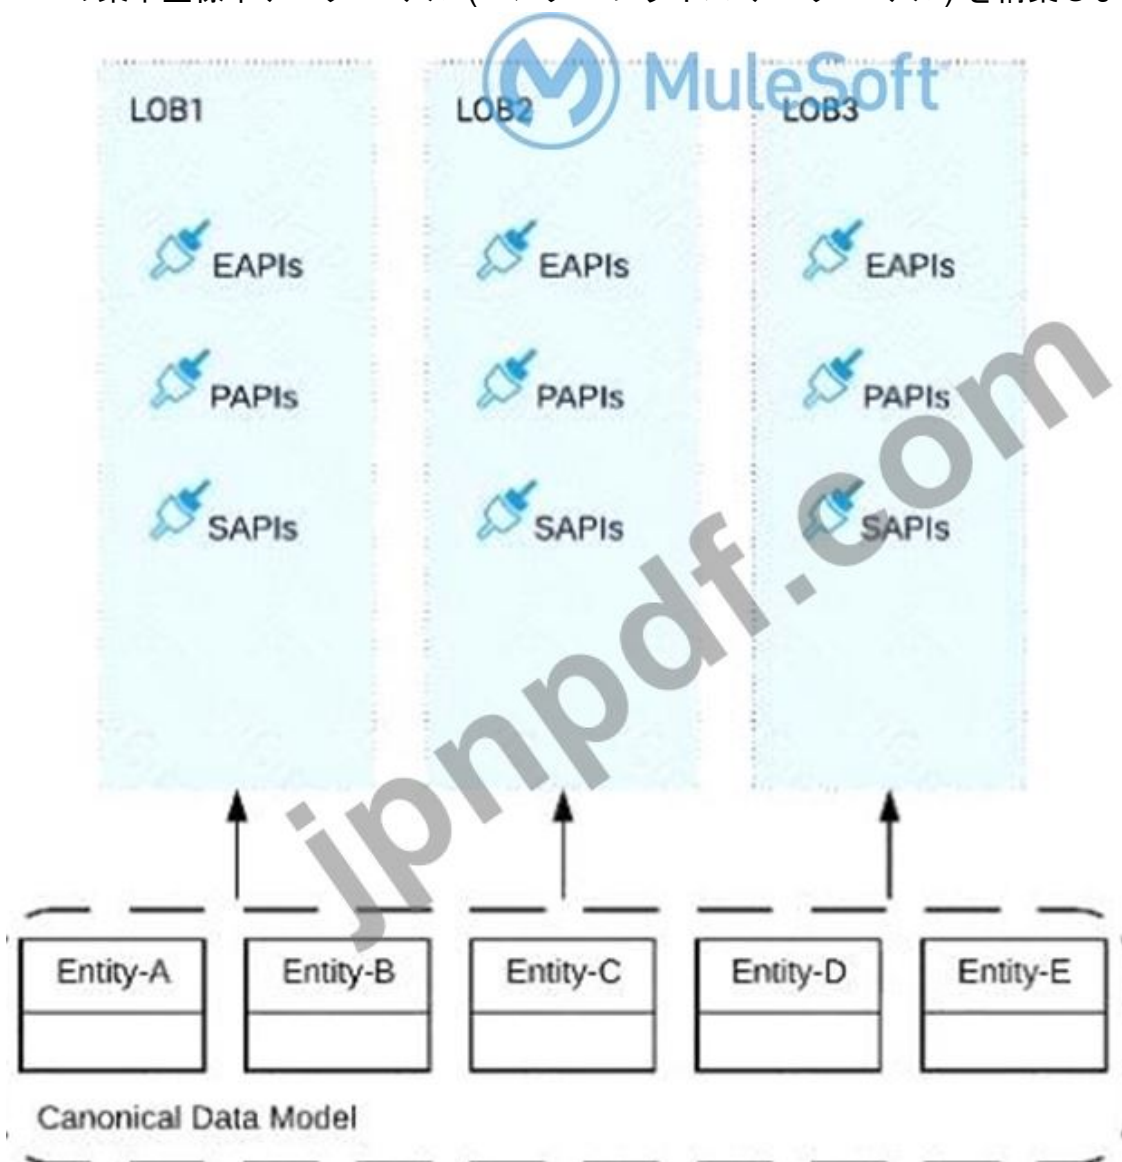 MuleSoft
LOB1
LOB2
LOB3
EAPIs
EAPIs
EAPIs
PAPIs
PAPIs
PAPIs
SAPIs
SAPIs
SAPIs
jpnpdf.com
Entity-A
Entity-B
Entity-C
Entity-D
Entity-E
Canonical Data Model